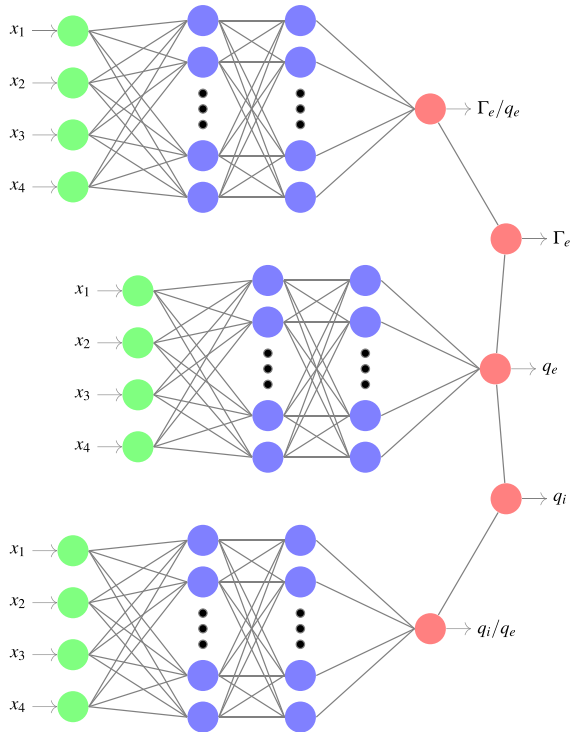 x₁
x₂
x₃
x₄
Γₑ/qₑ
Γₑ
x₁
x₂
x₃
x₄
qₑ
qᵢ
x₁
x₂
x₃
x₄
qᵢ/qₑ